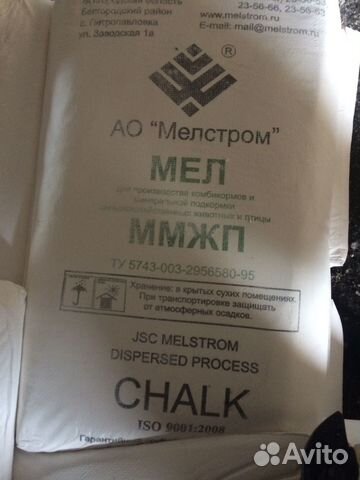 область www.melstrom.ru
Белгородский район 23-56-66, 23-56-
с. Петропавловка E-mail: mail@melstrom.ru
ул. Заводская 1а
®
АО "Мелстром"
МЕЛ
для производства комбикормов и
минеральной подкормки
сельскохозяйственных животных и птицы
ММЖП
ТУ 5743-003-2956580-95
Хранение: в крытых сухих помещениях.
При транспортировке защищать
от атмосферных осадков.
JSC MELSTROM
DISPERSED PROCESS
CHALK
ISO 9001:2008
Avito